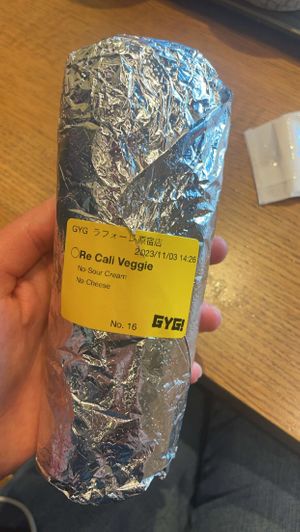 GYG ラフォーレ原宿店
2023/11/03 14:26
○Re Cali Veggie
No Sour Cream
No Cheese
No. 16 GYG!